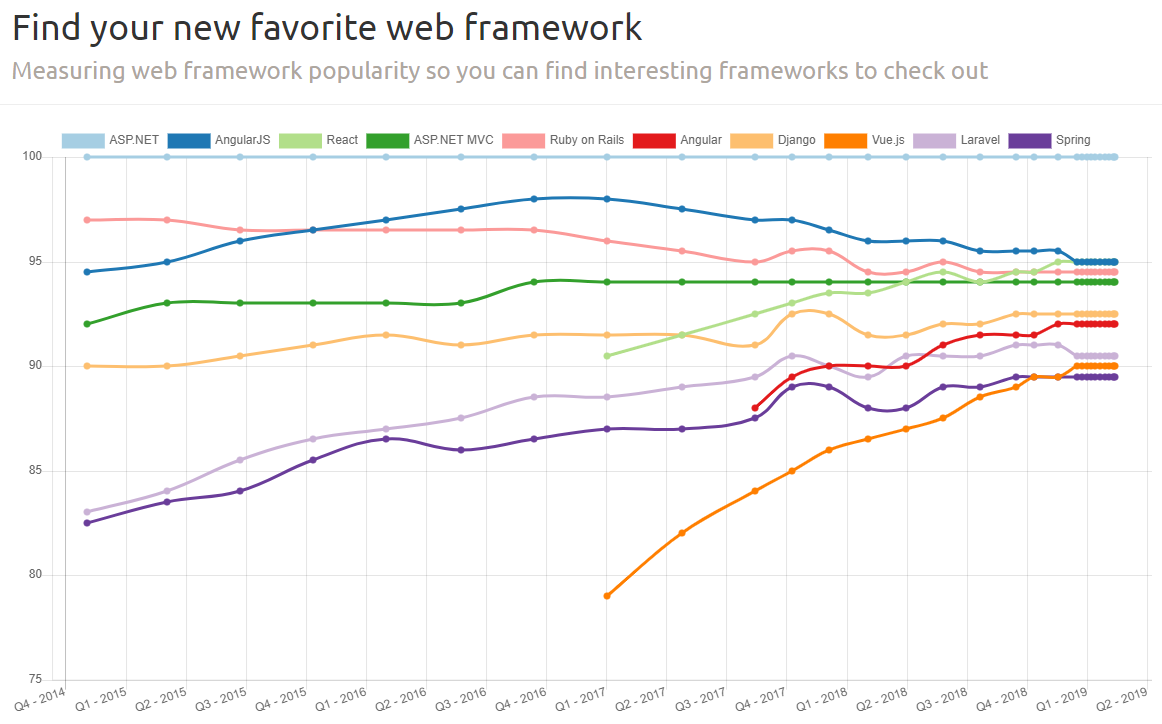 Find your new favorite web framework
Measuring web framework popularity so you can find interesting frameworks to check out
ASP.NET AngularJS React ASP.NET MVC Ruby on Rails Angular Django Vue.js Laravel Spring
100
95
90
85
80
75
Q4 - 2014 Q1 - 2015 Q2 - 2015 Q3 - 2015 Q4 - 2015 Q1 - 2016 Q2 - 2016 Q3 - 2016 Q4 - 2016 Q1 - 2017 Q2 - 2017 Q3 - 2017 Q4 - 2017 Q1 - 2018 Q2 - 2018 Q3 - 2018 Q4 - 2018 Q1 - 2019 Q2 - 2019